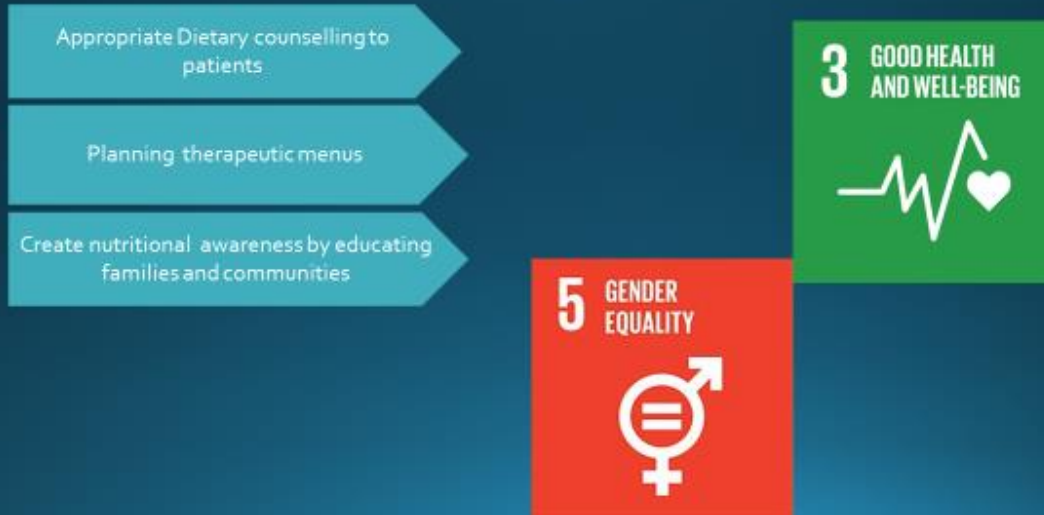 Appropriate Dietary counselling to
patients
Planning therapeutic menus
Create nutritional awareness by educating
families and communities
3 GOOD HEALTH
AND WELL-BEING
5 GENDER
EQUALITY